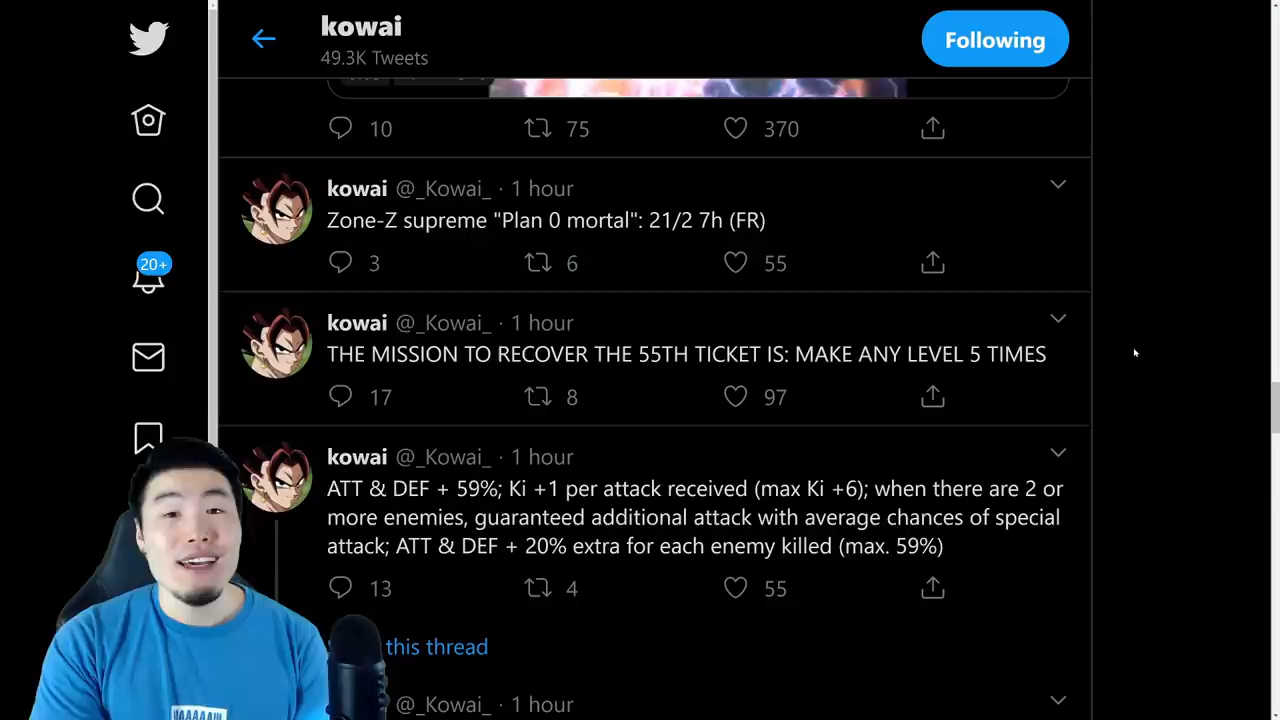 kowai
49.3K Tweets
Following
10 75 370
kowai @_Kowai_ · 1 hour
Zone-Z supreme "Plan 0 mortal": 21/2 7h (FR)
3 6 55
20+
kowai @_Kowai_ · 1 hour
THE MISSION TO RECOVER THE 55TH TICKET IS: MAKE ANY LEVEL 5 TIMES
17 8 97
kowai @_Kowai_ · 1 hour
ATT & DEF + 59%; Ki +1 per attack received (max Ki +6); when there are 2 or
more enemies, guaranteed additional attack with average chances of special
attack; ATT & DEF + 20% extra for each enemy killed (max. 59%)
13 4 55
this thread
@_Kowai_ · 1 hour